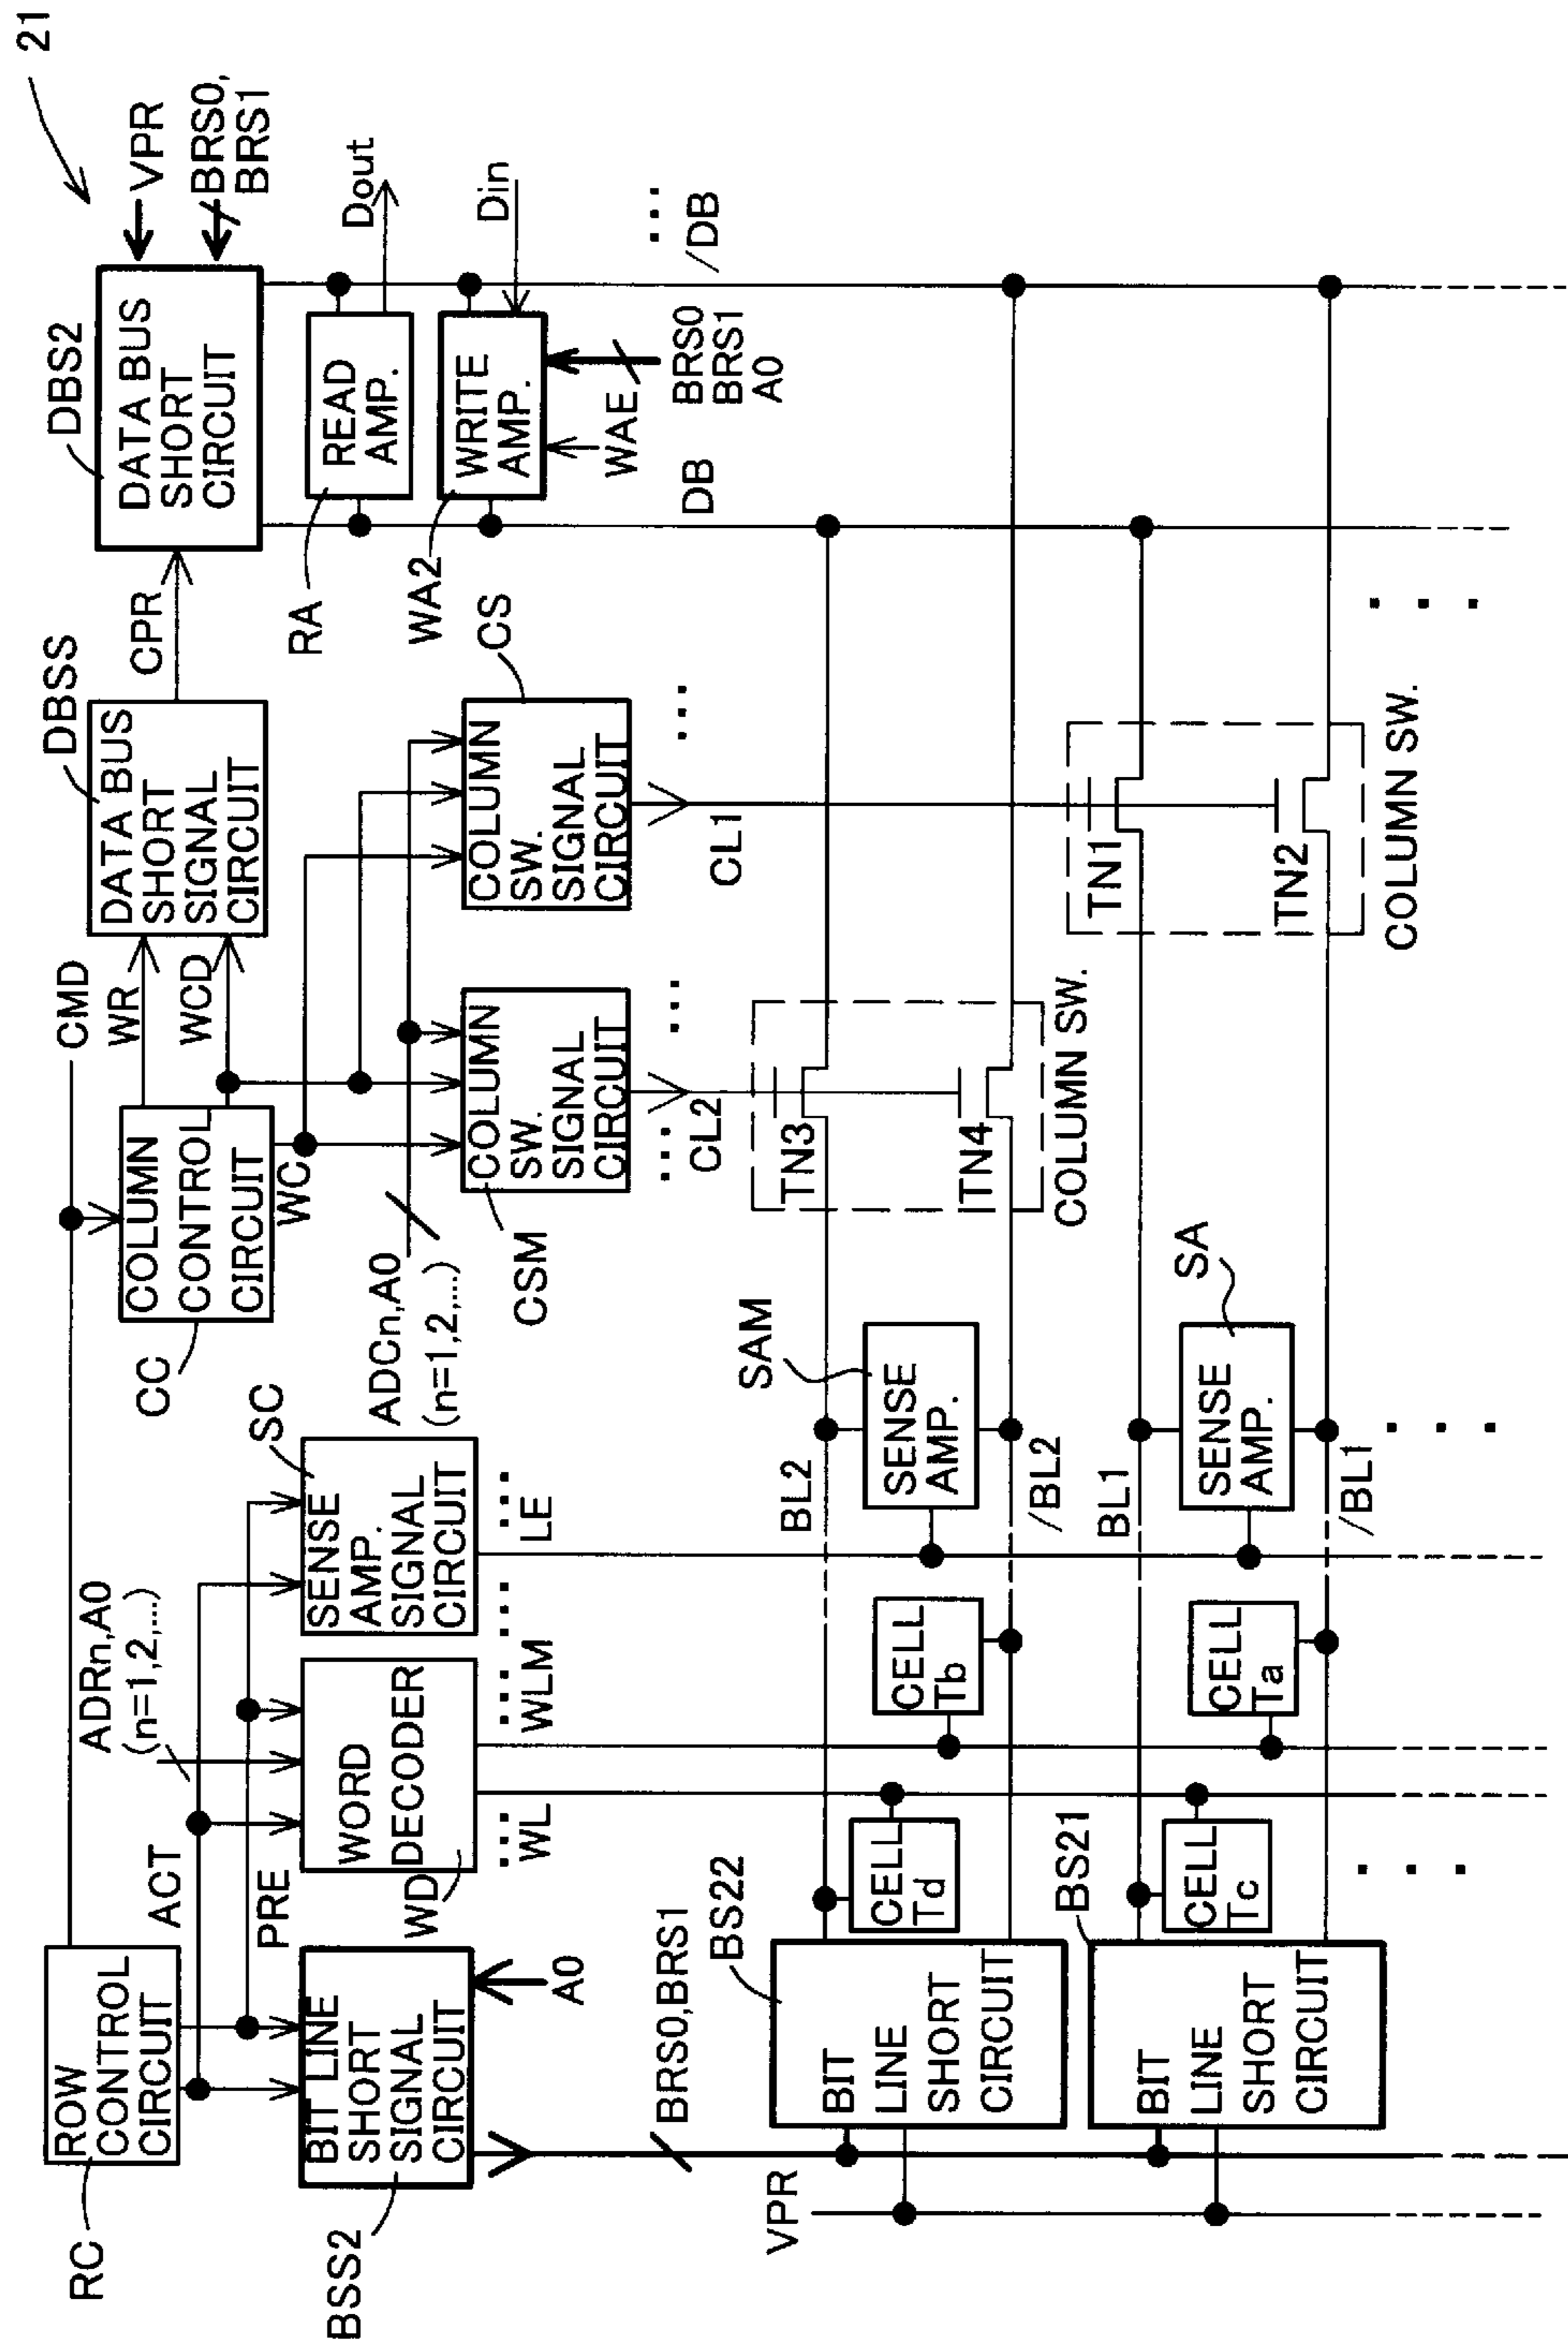 21
ROW
CONTROL
CIRCUIT
RC
CMD
COLUMN
CONTROL
CIRCUIT
CC
WR
WCD
WC
DATA BUS
SHORT
SIGNAL
CIRCUIT
DBSS
CPR
DATA BUS
SHORT
CIRCUIT
DBS2
VPR
BRS0,
BRS1
ACT
PRE
ADRn,A0
(n=1,2,...)
BIT LINE
SHORT
SIGNAL
CIRCUIT
BSS2
A0
WORD
DECODER
WD
SENSE
AMP.
SIGNAL
CIRCUIT
SC
ADCn,A0
(n=1,2,...)
COLUMN
SW.
SIGNAL
CIRCUIT
CSM
COLUMN
SW.
SIGNAL
CIRCUIT
CS
READ
AMP.
RA
Dout
WRITE
AMP.
WA2
Din
WAE
BRS0
BRS1
A0
DB
/DB
WL
WLM
LE
CL2
CL1
BRS0,BRS1
VPR
BIT
LINE
SHORT
CIRCUIT
BS22
CELL
Td
CELL
Tb
BL2
/BL2
SENSE
AMP.
SAM
TN3
TN4
COLUMN SW.
BIT
LINE
SHORT
CIRCUIT
BS21
CELL
Tc
CELL
Ta
BL1
/BL1
SENSE
AMP.
SA
TN1
TN2
COLUMN SW.